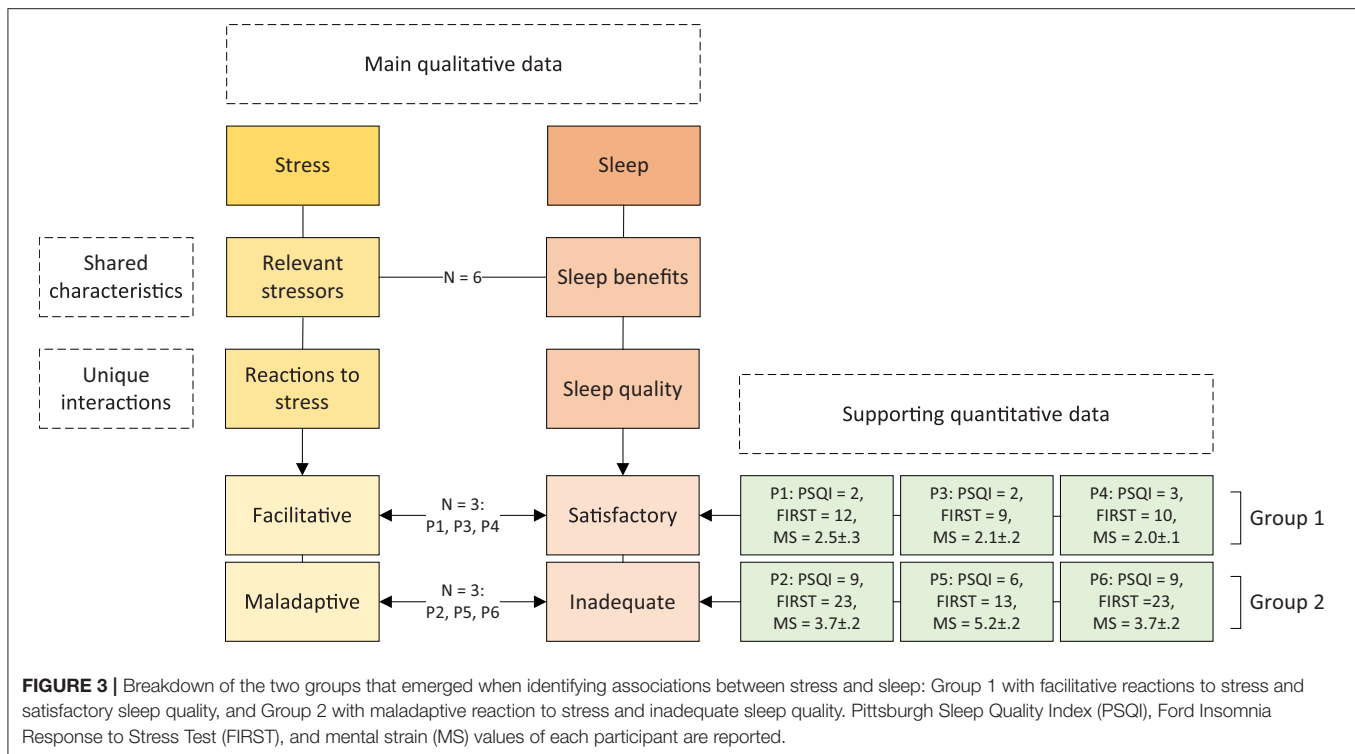 Main qualitative data
Stress
Sleep
Shared
characteristics
Relevant
stressors
N = 6
Sleep benefits
Unique
interactions
Reactions to
stress
Sleep quality
Supporting quantitative data
Facilitative
N = 3:
P1, P3, P4
Satisfactory
P1: PSQI = 2,
FIRST = 12,
MS = 2.5±.3
P3: PSQI = 2,
FIRST = 9,
MS = 2.1±.2
P4: PSQI = 3,
FIRST = 10,
MS = 2.0±.1
Group 1
Maladaptive
N = 3:
P2, P5, P6
Inadequate
P2: PSQI = 9,
FIRST = 23,
MS = 3.7±.2
P5: PSQI = 6,
FIRST = 13,
MS = 5.2±.2
P6: PSQI = 9,
FIRST =23,
MS = 3.7±.2
Group 2
FIGURE 3 | Breakdown of the two groups that emerged when identifying associations between stress and sleep: Group 1 with facilitative reactions to stress and
satisfactory sleep quality, and Group 2 with maladaptive reaction to stress and inadequate sleep quality. Pittsburgh Sleep Quality Index (PSQI), Ford Insomnia
Response to Stress Test (FIRST), and mental strain (MS) values of each participant are reported.